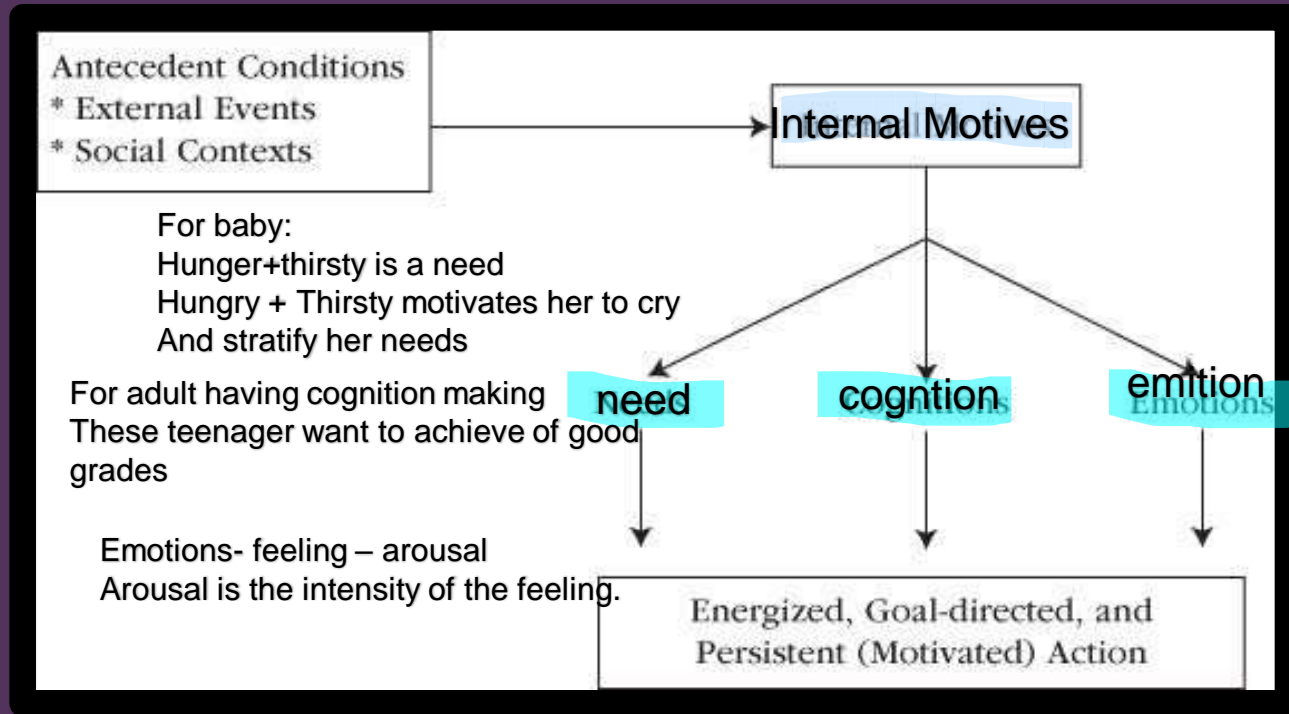 Antecedent Conditions
* External Events
* Social Contexts
Internal Motives
For baby:
Hunger+thirsty is a need
Hungry + Thirsty motivates her to cry
And stratify her needs
For adult having cognition making
These teenager want to achieve of good
grades
need
cogntion
emition
Emotions
Emotions- feeling – arousal
Arousal is the intensity of the feeling.
Energized, Goal-directed, and
Persistent (Motivated) Action